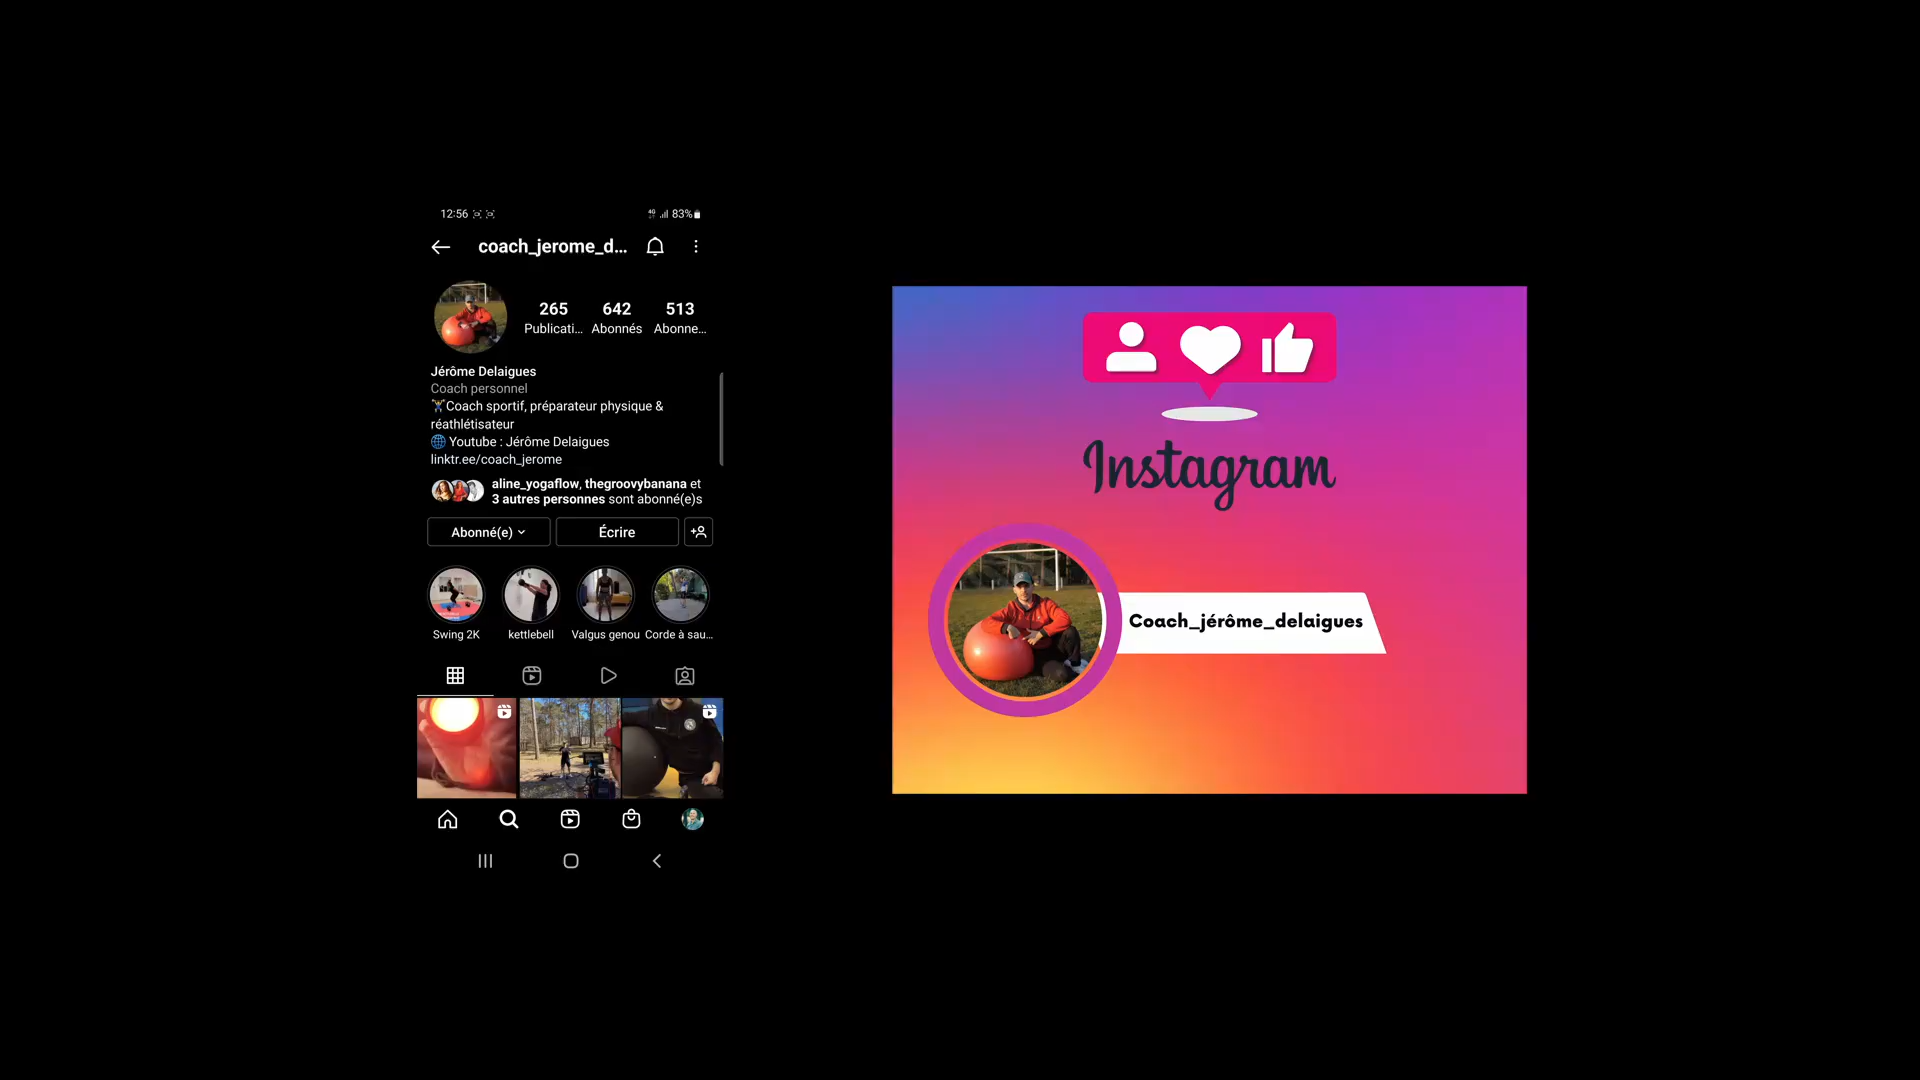 12:56
4G 83%
coach_jerome_d...
265 642 513
Publicati... Abonnés Abonne...
Jérôme Delaigues
Coach personnel
🏋Coach sportif, préparateur physique &
réathlétisateur
🌐 Youtube : Jérôme Delaigues
linktr.ee/coach_jerome
aline_yogaflow, thegroovybanana et
3 autres personnes sont abonné(e)s
Abonné(e) Écrire
Swing 2K kettlebell Valgus genou Corde à sau...
Instagram
Coach_jérôme_delaigues